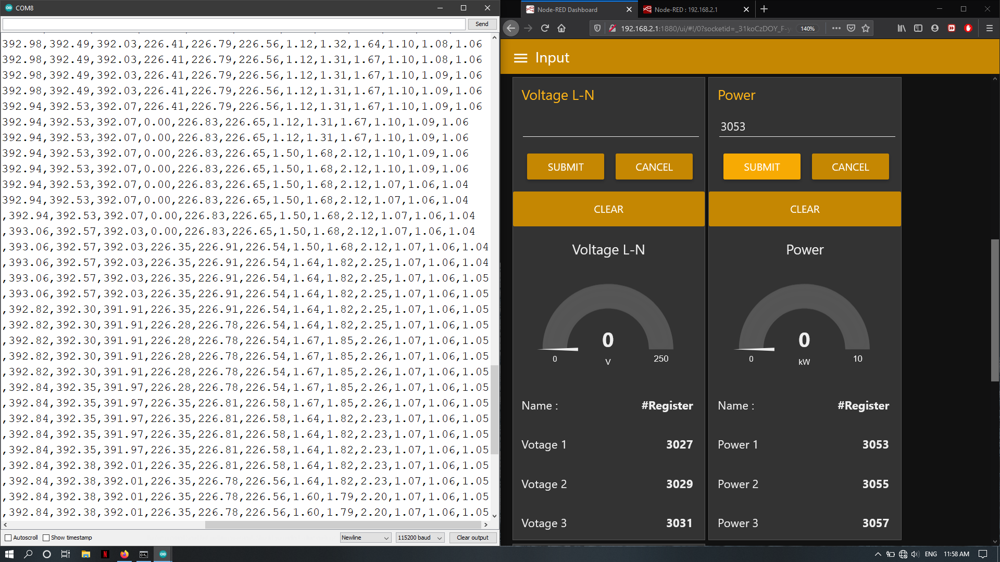 COM8
Send
392.98,392.49,392.03,226.41,226.79,226.56,1.12,1.32,1.64,1.10,1.08,1.06
392.98,392.49,392.03,226.41,226.79,226.56,1.12,1.31,1.67,1.10,1.08,1.06
392.98,392.49,392.03,226.41,226.79,226.56,1.12,1.31,1.67,1.10,1.09,1.06
392.98,392.49,392.03,226.41,226.79,226.56,1.12,1.31,1.67,1.10,1.09,1.06
392.94,392.53,392.07,226.41,226.79,226.56,1.12,1.31,1.67,1.10,1.09,1.06
392.94,392.53,392.07,0.00,226.83,226.65,1.12,1.31,1.67,1.10,1.09,1.06
392.94,392.53,392.07,0.00,226.83,226.65,1.12,1.31,1.67,1.10,1.09,1.06
392.94,392.53,392.07,0.00,226.83,226.65,1.50,1.68,2.12,1.10,1.09,1.06
392.94,392.53,392.07,0.00,226.83,226.65,1.50,1.68,2.12,1.10,1.09,1.06
392.94,392.53,392.07,0.00,226.83,226.65,1.50,1.68,2.12,1.07,1.06,1.04
392.94,392.53,392.07,0.00,226.83,226.65,1.50,1.68,2.12,1.07,1.06,1.04
,392.94,392.53,392.07,0.00,226.83,226.65,1.50,1.68,2.12,1.07,1.06,1.04
,393.06,392.57,392.03,0.00,226.83,226.65,1.50,1.68,2.12,1.07,1.06,1.04
,393.06,392.57,392.03,226.35,226.91,226.54,1.50,1.68,2.12,1.07,1.06,1.04
,393.06,392.57,392.03,226.35,226.91,226.54,1.64,1.82,2.25,1.07,1.06,1.04
,393.06,392.57,392.03,226.35,226.91,226.54,1.64,1.82,2.25,1.07,1.06,1.05
,393.06,392.57,392.03,226.35,226.91,226.54,1.64,1.82,2.25,1.07,1.06,1.05
,392.82,392.30,391.91,226.35,226.91,226.54,1.64,1.82,2.25,1.07,1.06,1.05
,392.82,392.30,391.91,226.28,226.78,226.54,1.64,1.82,2.25,1.07,1.06,1.05
,392.82,392.30,391.91,226.28,226.78,226.54,1.67,1.85,2.26,1.07,1.06,1.05
,392.82,392.30,391.91,226.28,226.78,226.54,1.67,1.85,2.26,1.07,1.06,1.05
,392.82,392.30,391.91,226.28,226.78,226.54,1.67,1.85,2.26,1.07,1.06,1.05
,392.84,392.35,391.97,226.28,226.78,226.54,1.67,1.85,2.26,1.07,1.06,1.05
,392.84,392.35,391.97,226.35,226.81,226.58,1.67,1.85,2.26,1.07,1.06,1.05
,392.84,392.35,391.97,226.35,226.81,226.58,1.64,1.82,2.23,1.07,1.06,1.05
,392.84,392.35,391.97,226.35,226.81,226.58,1.64,1.82,2.23,1.07,1.06,1.05
,392.84,392.35,391.97,226.35,226.81,226.58,1.64,1.82,2.23,1.07,1.06,1.05
,392.84,392.38,392.01,226.35,226.81,226.58,1.64,1.82,2.23,1.07,1.06,1.05
,392.84,392.38,392.01,226.35,226.78,226.56,1.64,1.82,2.23,1.07,1.06,1.05
,392.84,392.38,392.01,226.35,226.78,226.56,1.60,1.79,2.20,1.07,1.06,1.05
,392.84,392.38,392.01,226.35,226.78,226.56,1.60,1.79,2.20,1.07,1.06,1.05
Autoscroll Show timestamp Newline 115200 baud Clear output
Node-RED Dashboard Node-RED : 192.168.2.1
192.168.2.1:1880/ui/#!/0?socketid=_31koCzDOY_F-y 140%
Input
Voltage L-N
SUBMIT CANCEL
CLEAR
Voltage L-N
0
0 V 250
Name : #Register
Votage 1 3027
Votage 2 3029
Votage 3 3031
Power
3053
SUBMIT CANCEL
CLEAR
Power
0
0 kW 10
Name : #Register
Power 1 3053
Power 2 3055
Power 3 3057
ENG 11:58 AM